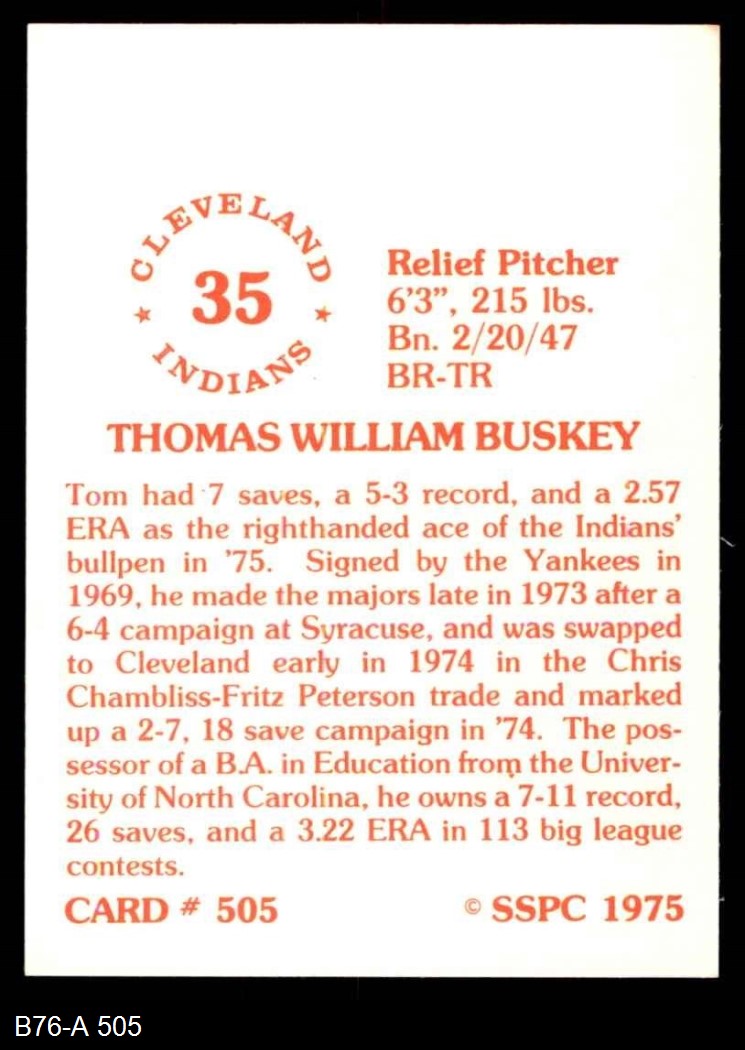 CLEVELAND
★ 35 ★
INDIANS
Relief Pitcher
6'3", 215 lbs.
Bn. 2/20/47
BR-TR
THOMAS WILLIAM BUSKEY
Tom had 7 saves, a 5-3 record, and a 2.57
ERA as the righthanded ace of the Indians'
bullpen in '75. Signed by the Yankees in
1969, he made the majors late in 1973 after a
6-4 campaign at Syracuse, and was swapped
to Cleveland early in 1974 in the Chris
Chambliss-Fritz Peterson trade and marked
up a 2-7, 18 save campaign in '74. The pos-
sessor of a B.A. in Education from the Univer-
sity of North Carolina, he owns a 7-11 record,
26 saves, and a 3.22 ERA in 113 big league
contests.
CARD # 505 © SSPC 1975
B76-A 505